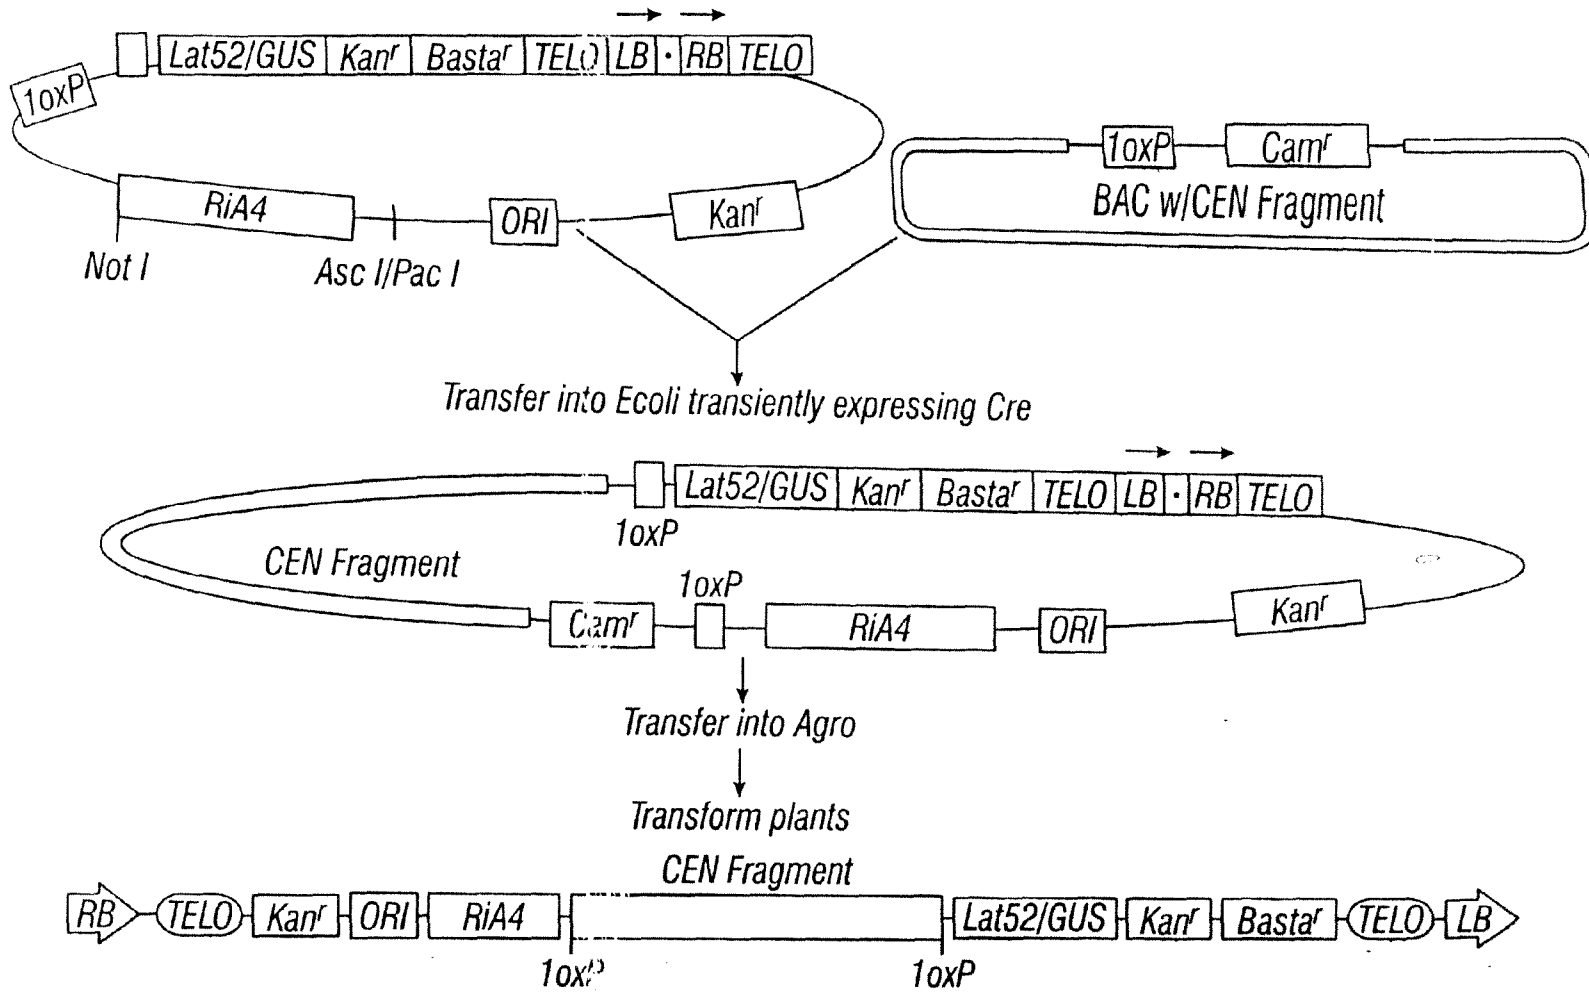 Lat52/GUS Kanʳ Bastaʳ TELO LB · RB TELO
1oxP
1oxP Camʳ
BAC w/CEN Fragment
RiA4 ORI Kanʳ
Not I Asc I/Pac I
Transfer into Ecoli transiently expressing Cre
Lat52/GUS Kanʳ Bastaʳ TELO LB · RB TELO
1oxP
CEN Fragment
1oxP
Camʳ RiA4 ORI Kanʳ
Transfer into Agro
Transform plants
CEN Fragment
RB TELO Kanʳ ORI RiA4 Lat52/GUS Kanʳ Bastaʳ TELO LB
1oxP 1oxP